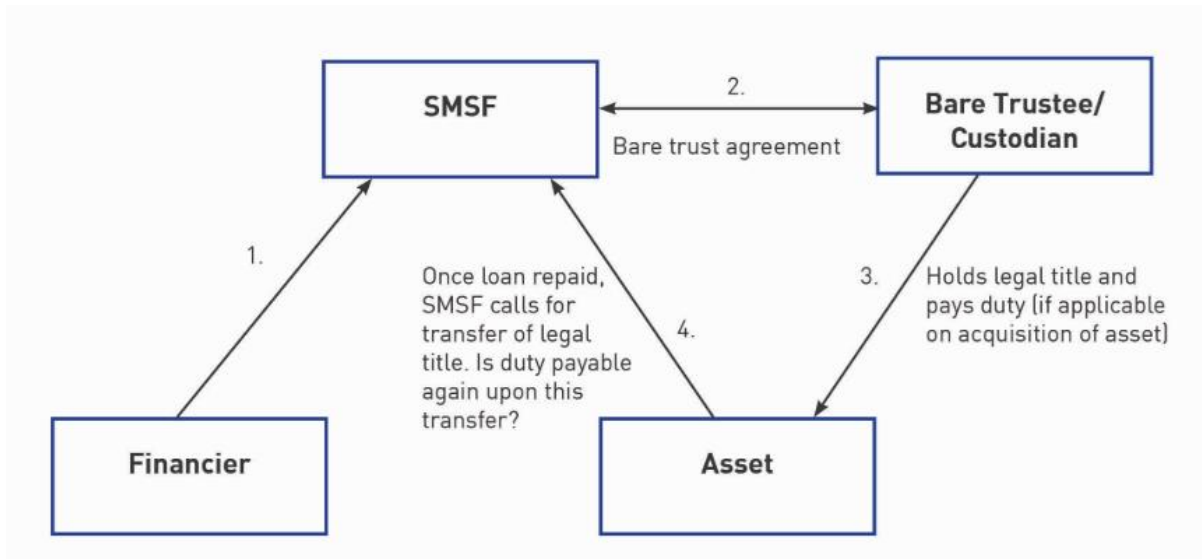 SMSF
2.
Bare trust agreement
Bare Trustee/
Custodian
1.
Once loan repaid,
SMSF calls for
transfer of legal
title. Is duty payable
again upon this
transfer?
4.
3.
Holds legal title and
pays duty (if applicable
on acquisition of asset)
Financier
Asset